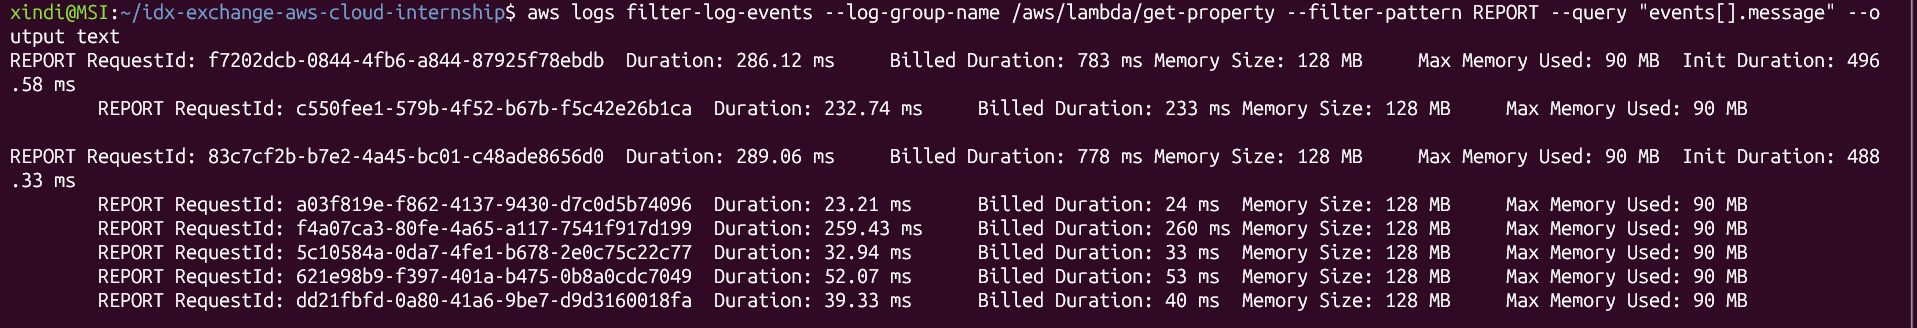 xindi@MSI:~/idx-exchange-aws-cloud-internship$ aws logs filter-log-events --log-group-name /aws/lambda/get-property --filter-pattern REPORT --query "events[].message" --o
utput text
REPORT RequestId: f7202dcb-0844-4fb6-a844-87925f78ebdb	Duration: 286.12 ms	Billed Duration: 783 ms	Memory Size: 128 MB	Max Memory Used: 90 MB	Init Duration: 496
.58 ms
	REPORT RequestId: c550fee1-579b-4f52-b67b-f5c42e26b1ca	Duration: 232.74 ms	Billed Duration: 233 ms	Memory Size: 128 MB	Max Memory Used: 90 MB
REPORT RequestId: 83c7cf2b-b7e2-4a45-bc01-c48ade8656d0	Duration: 289.06 ms	Billed Duration: 778 ms	Memory Size: 128 MB	Max Memory Used: 90 MB	Init Duration: 488
.33 ms
	REPORT RequestId: a03f819e-f862-4137-9430-d7c0d5b74096	Duration: 23.21 ms	Billed Duration: 24 ms	Memory Size: 128 MB	Max Memory Used: 90 MB
	REPORT RequestId: f4a07ca3-80fe-4a65-a117-7541f917d199	Duration: 259.43 ms	Billed Duration: 260 ms	Memory Size: 128 MB	Max Memory Used: 90 MB
	REPORT RequestId: 5c10584a-0da7-4fe1-b678-2e0c75c22c77	Duration: 32.94 ms	Billed Duration: 33 ms	Memory Size: 128 MB	Max Memory Used: 90 MB
	REPORT RequestId: 621e98b9-f397-401a-b475-0b8a0cdc7049	Duration: 52.07 ms	Billed Duration: 53 ms	Memory Size: 128 MB	Max Memory Used: 90 MB
	REPORT RequestId: dd21fbfd-0a80-41a6-9be7-d9d3160018fa	Duration: 39.33 ms	Billed Duration: 40 ms	Memory Size: 128 MB	Max Memory Used: 90 MB